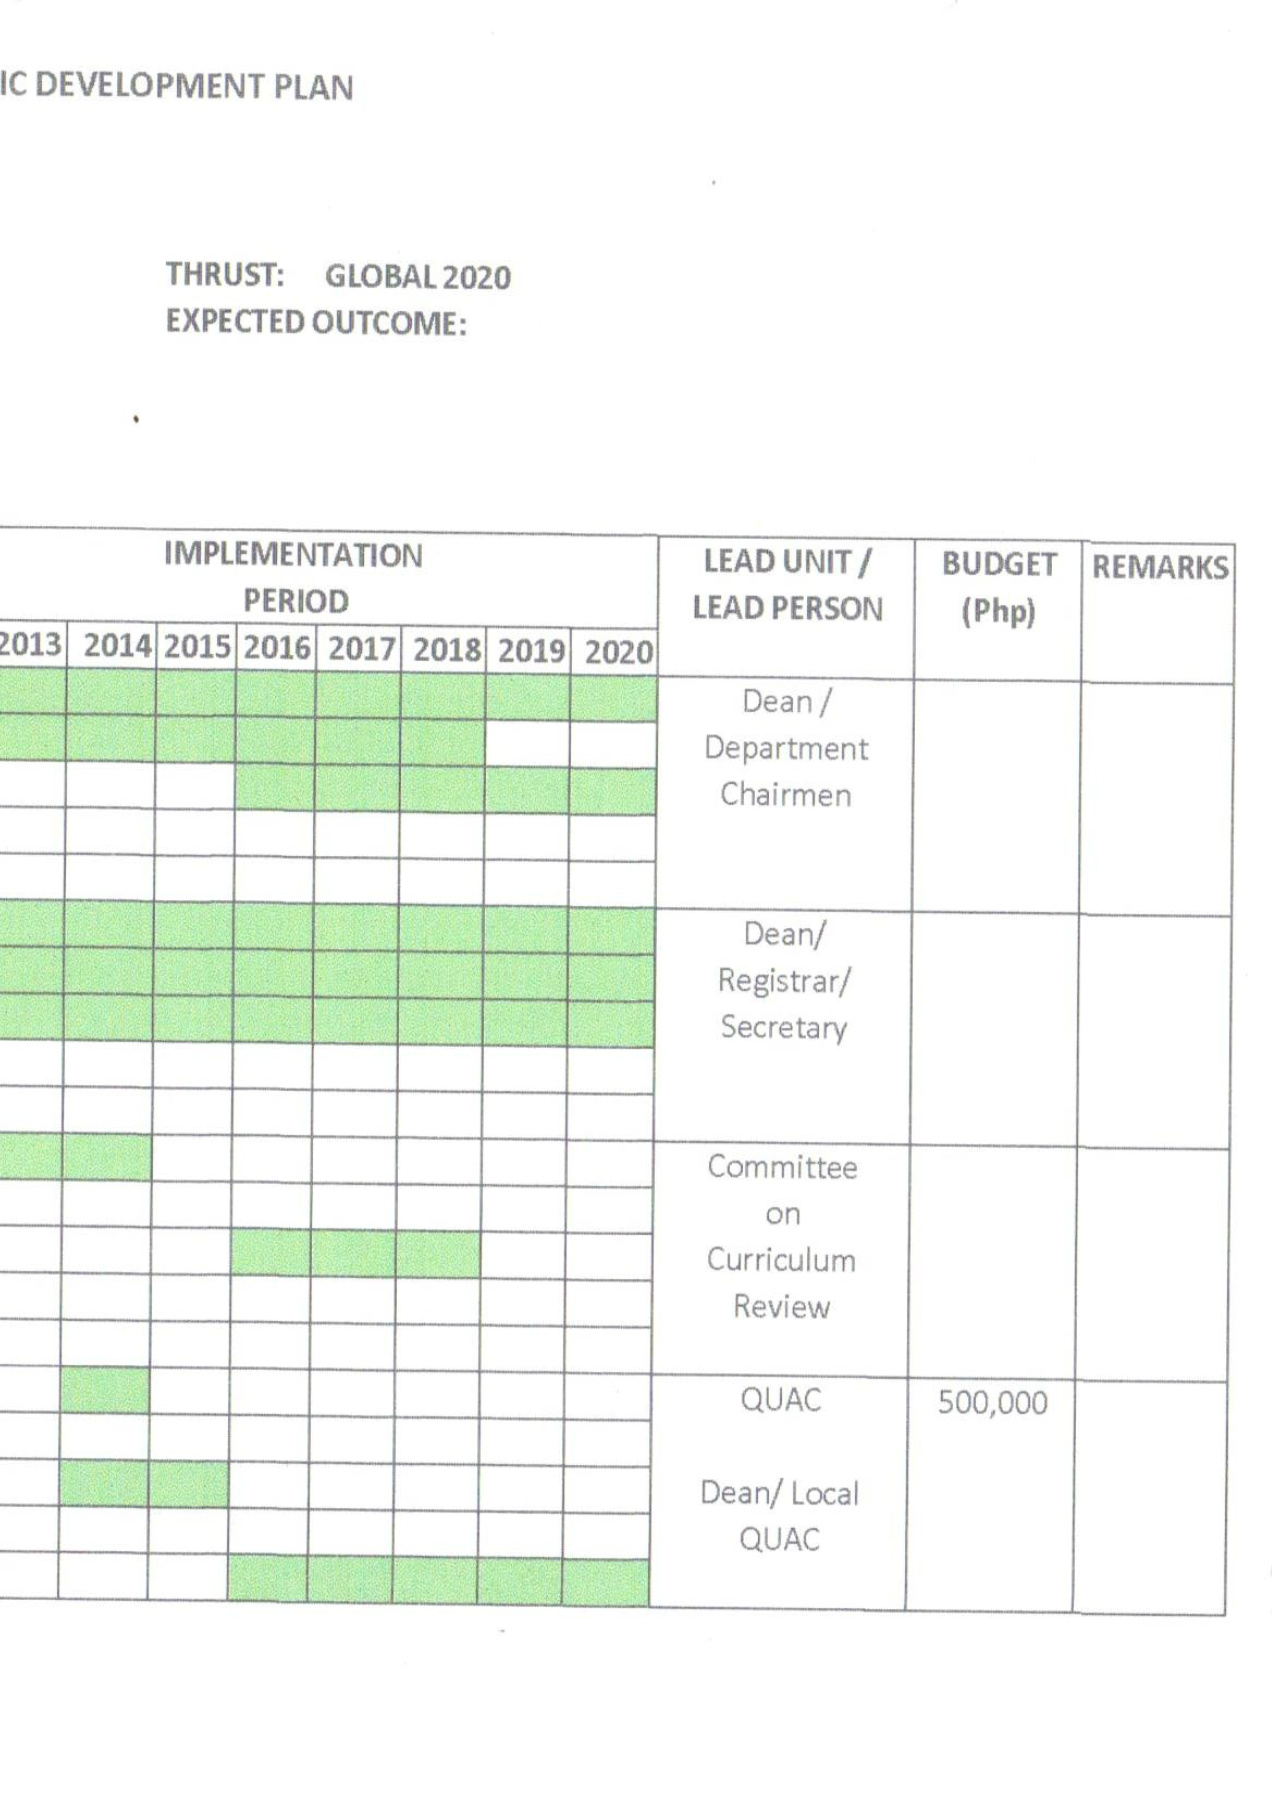 IC DEVELOPMENT PLAN
THRUST: GLOBAL 2020
EXPECTED OUTCOME:
IMPLEMENTATION
PERIOD
LEAD UNIT /
LEAD PERSON
BUDGET
(Php)
REMARKS
2013 2014 2015 2016 2017 2018 2019 2020
Dean /
Department
Chairmen
Dean/
Registrar/
Secretary
Committee
on
Curriculum
Review
QUAC 500,000
Dean/ Local
QUAC